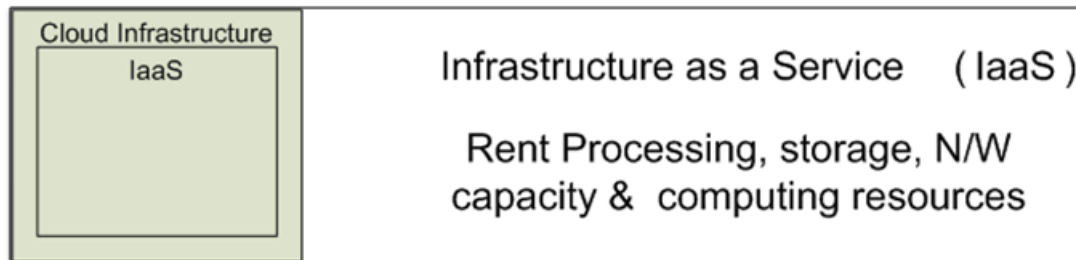 Cloud Infrastructure
IaaS
Infrastructure as a Service ( IaaS )
Rent Processing, storage, N/W
capacity & computing resources